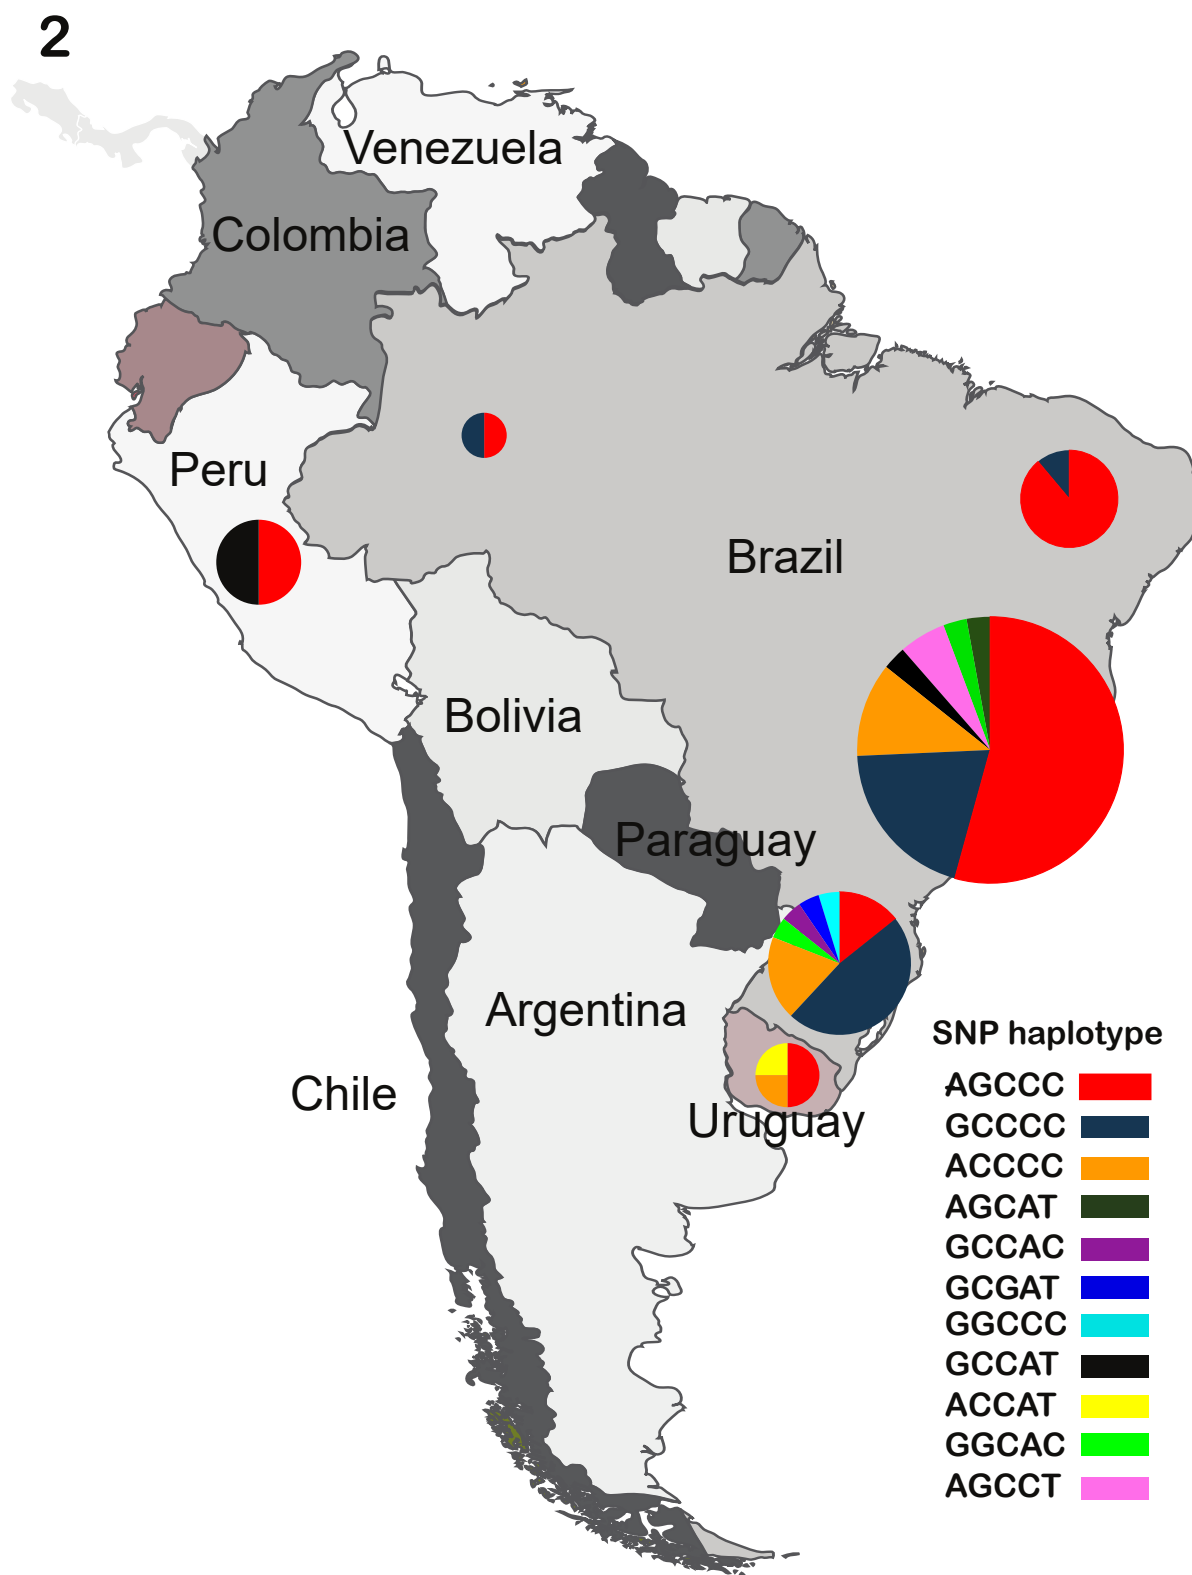 2
Venezuela
Colombia
Peru
Brazil
Bolivia
Paraguay
Argentina
Chile
Uruguay
SNP haplotype
AGCCC
GCCCC
ACCCC
AGCAT
GCCAC
GCGAT
GGCCC
GCCAT
ACCAT
GGCAC
AGCCT